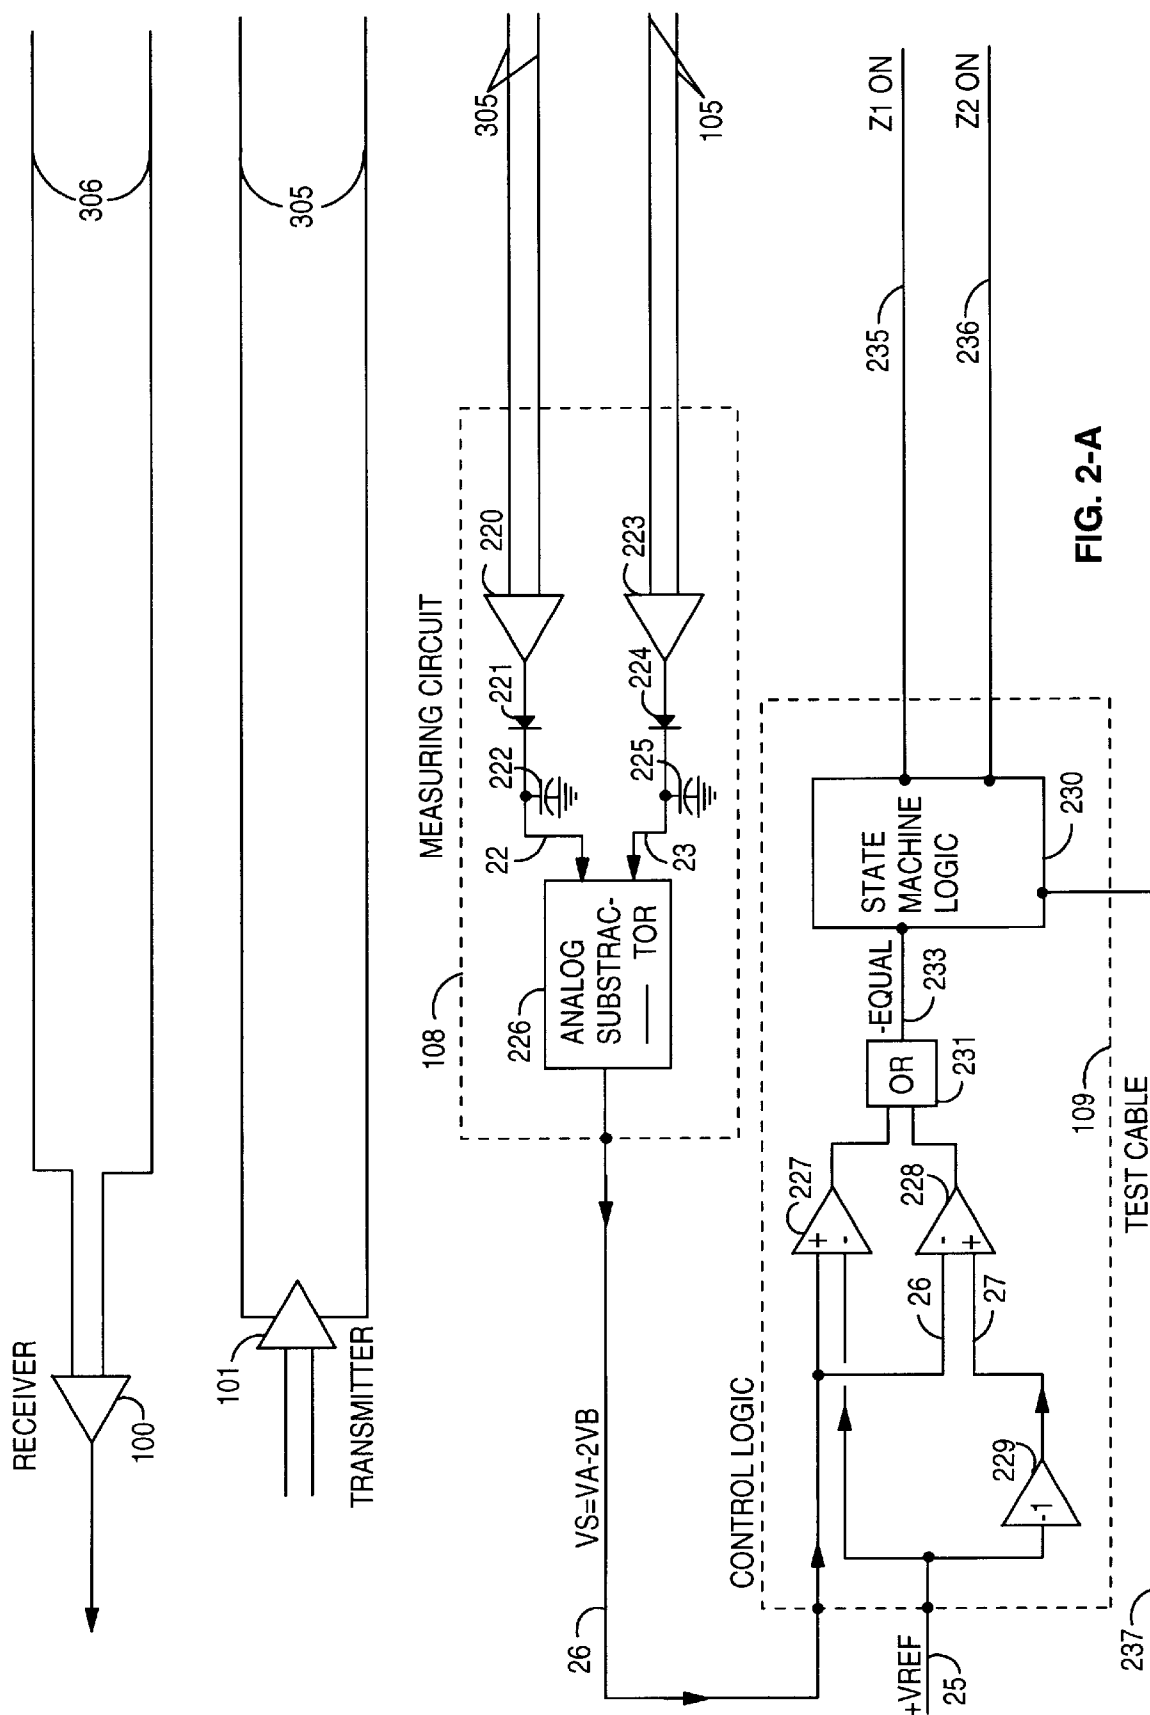 RECEIVER
100
306
101
TRANSMITTER
305
MEASURING CIRCUIT
108
305
105
220
221
222
22
223
224
225
23
226
ANALOG
SUBSTRAC-
TOR
VS=VA-2VB
26
CONTROL LOGIC
+VREF
25
227
+
-
228
-
+
26
27
229
-1
OR
231
-EQUAL
233
STATE
MACHINE
LOGIC
230
109
235
Z1 ON
236
Z2 ON
237
TEST CABLE
FIG. 2-A